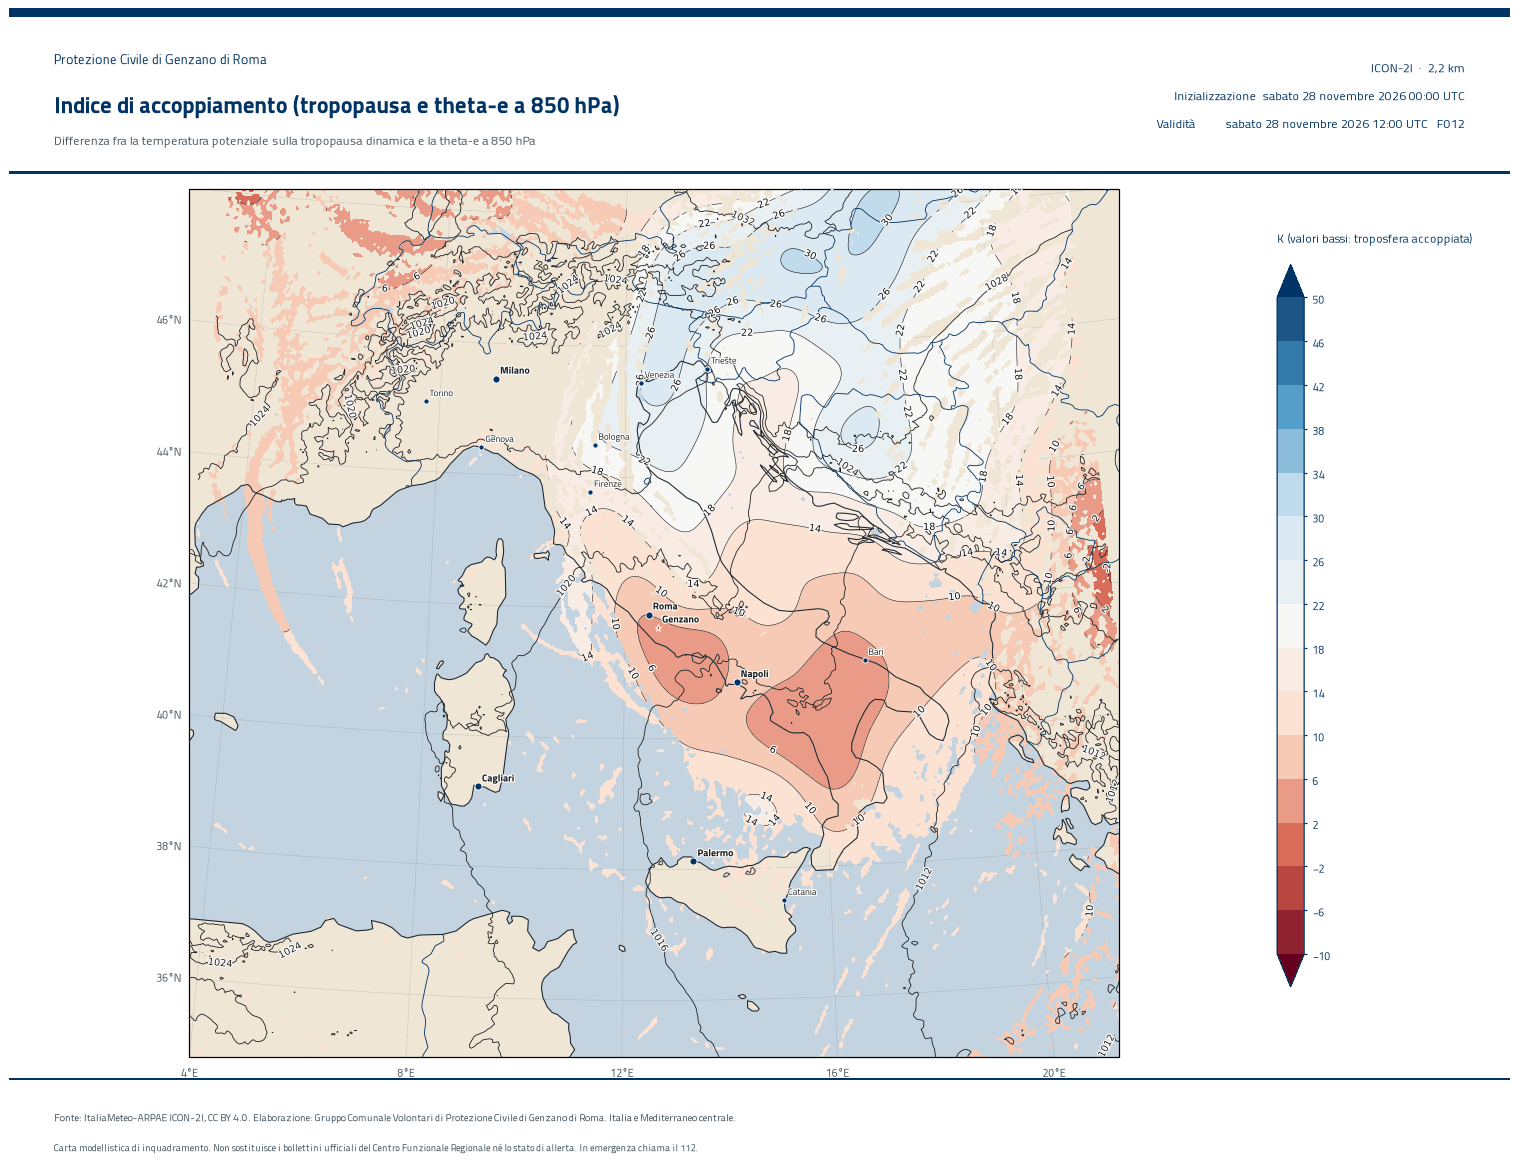 Protezione Civile di Genzano di Roma
Indice di accoppiamento (tropopausa e theta-e a 850 hPa)
Differenza fra la temperatura potenziale sulla tropopausa dinamica e la theta-e a 850 hPa
ICON-2I · 2,2 km
Inizializzazione sabato 28 novembre 2026 00:00 UTC
Validità sabato 28 novembre 2026 12:00 UTC F012
K (valori bassi: troposfera accoppiata)
50
46
42
38
34
30
26
22
18
14
10
6
2
−2
−6
−10
46°N
44°N
42°N
40°N
38°N
36°N
4°E
8°E
12°E
16°E
20°E
Milano
Torino
Venezia
Trieste
Genova
Bologna
Firenze
Roma
Genzano
Napoli
Bari
Cagliari
Palermo
Catania
Fonte: ItaliaMeteo-ARPAE ICON-2I, CC BY 4.0. Elaborazione: Gruppo Comunale Volontari di Protezione Civile di Genzano di Roma. Italia e Mediterraneo centrale.
Carta modellistica di inquadramento. Non sostituisce i bollettini ufficiali del Centro Funzionale Regionale né lo stato di allerta. In emergenza chiama il 112.